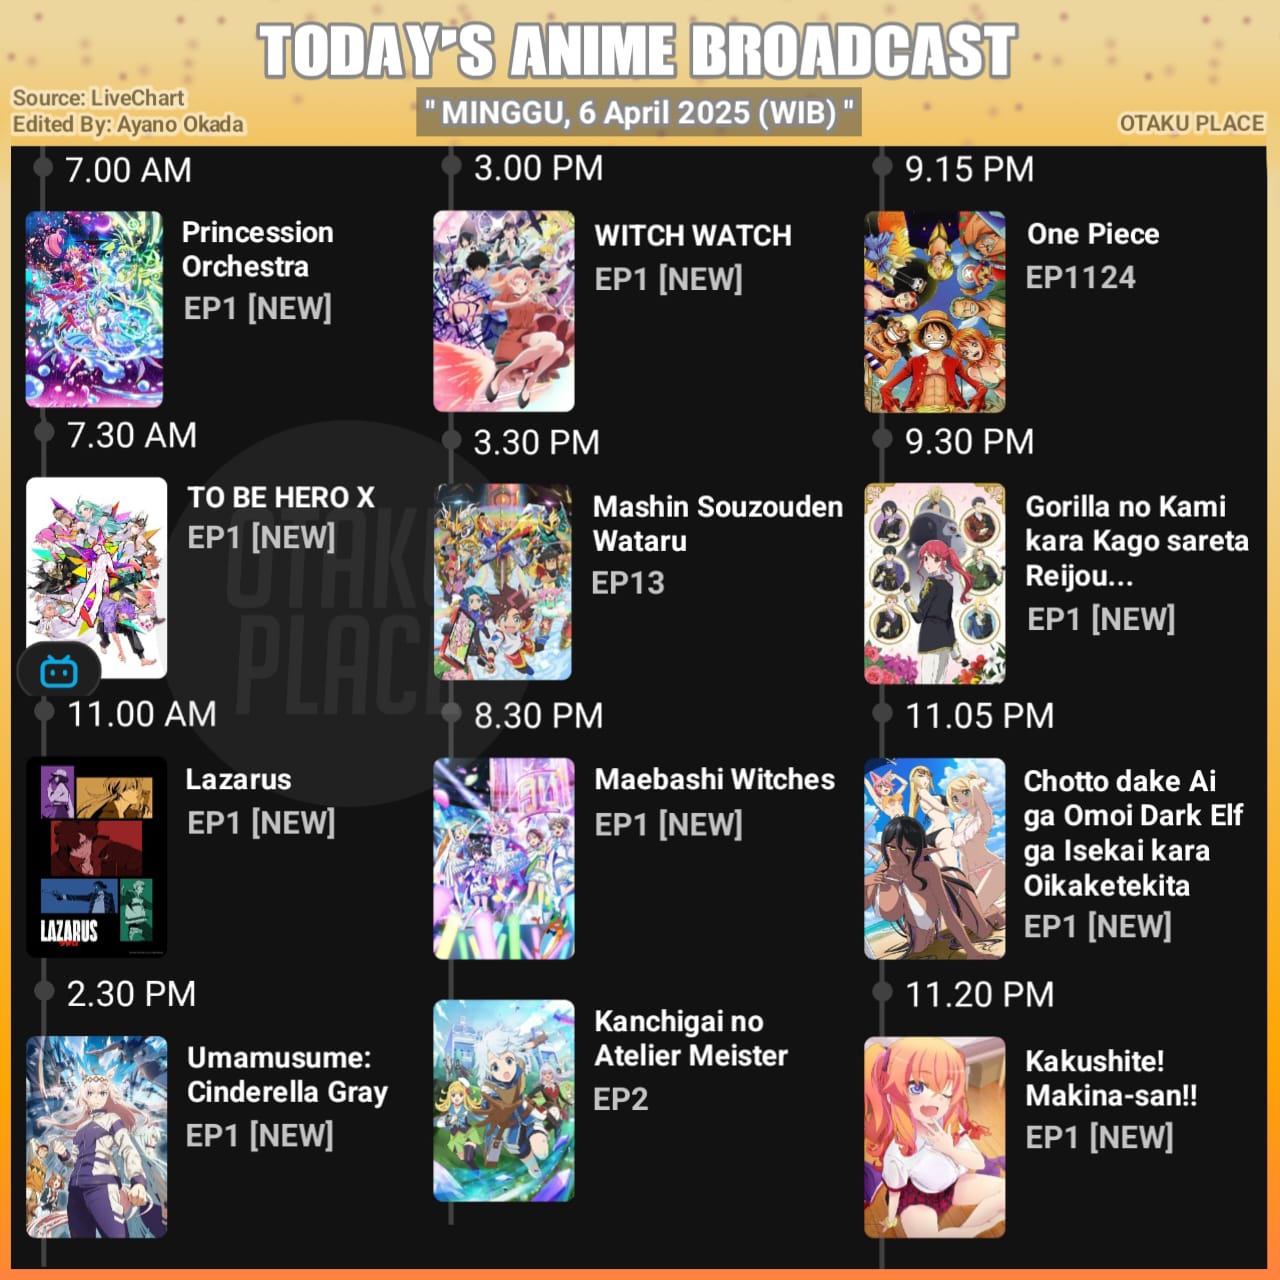 TODAY'S ANIME BROADCAST
Source: LiveChart
Edited By: Ayano Okada
" MINGGU, 6 April 2025 (WIB) "
OTAKU PLACE
7.00 AM
Princession
Orchestra
EP1 [NEW]
7.30 AM
TO BE HERO X
EP1 [NEW]
11.00 AM
LAZARUS
Lazarus
EP1 [NEW]
2.30 PM
Umamusume:
Cinderella Gray
EP1 [NEW]
3.00 PM
WITCH WATCH
EP1 [NEW]
3.30 PM
Mashin Souzouden
Wataru
EP13
8.30 PM
Maebashi Witches
EP1 [NEW]
Kanchigai no
Atelier Meister
EP2
9.15 PM
One Piece
EP1124
9.30 PM
Gorilla no Kami
kara Kago sareta
Reijou...
EP1 [NEW]
11.05 PM
Chotto dake Ai
ga Omoi Dark Elf
ga Isekai kara
Oikaketekita
EP1 [NEW]
11.20 PM
Kakushite!
Makina-san!!
EP1 [NEW]
OTAKU
PLACE